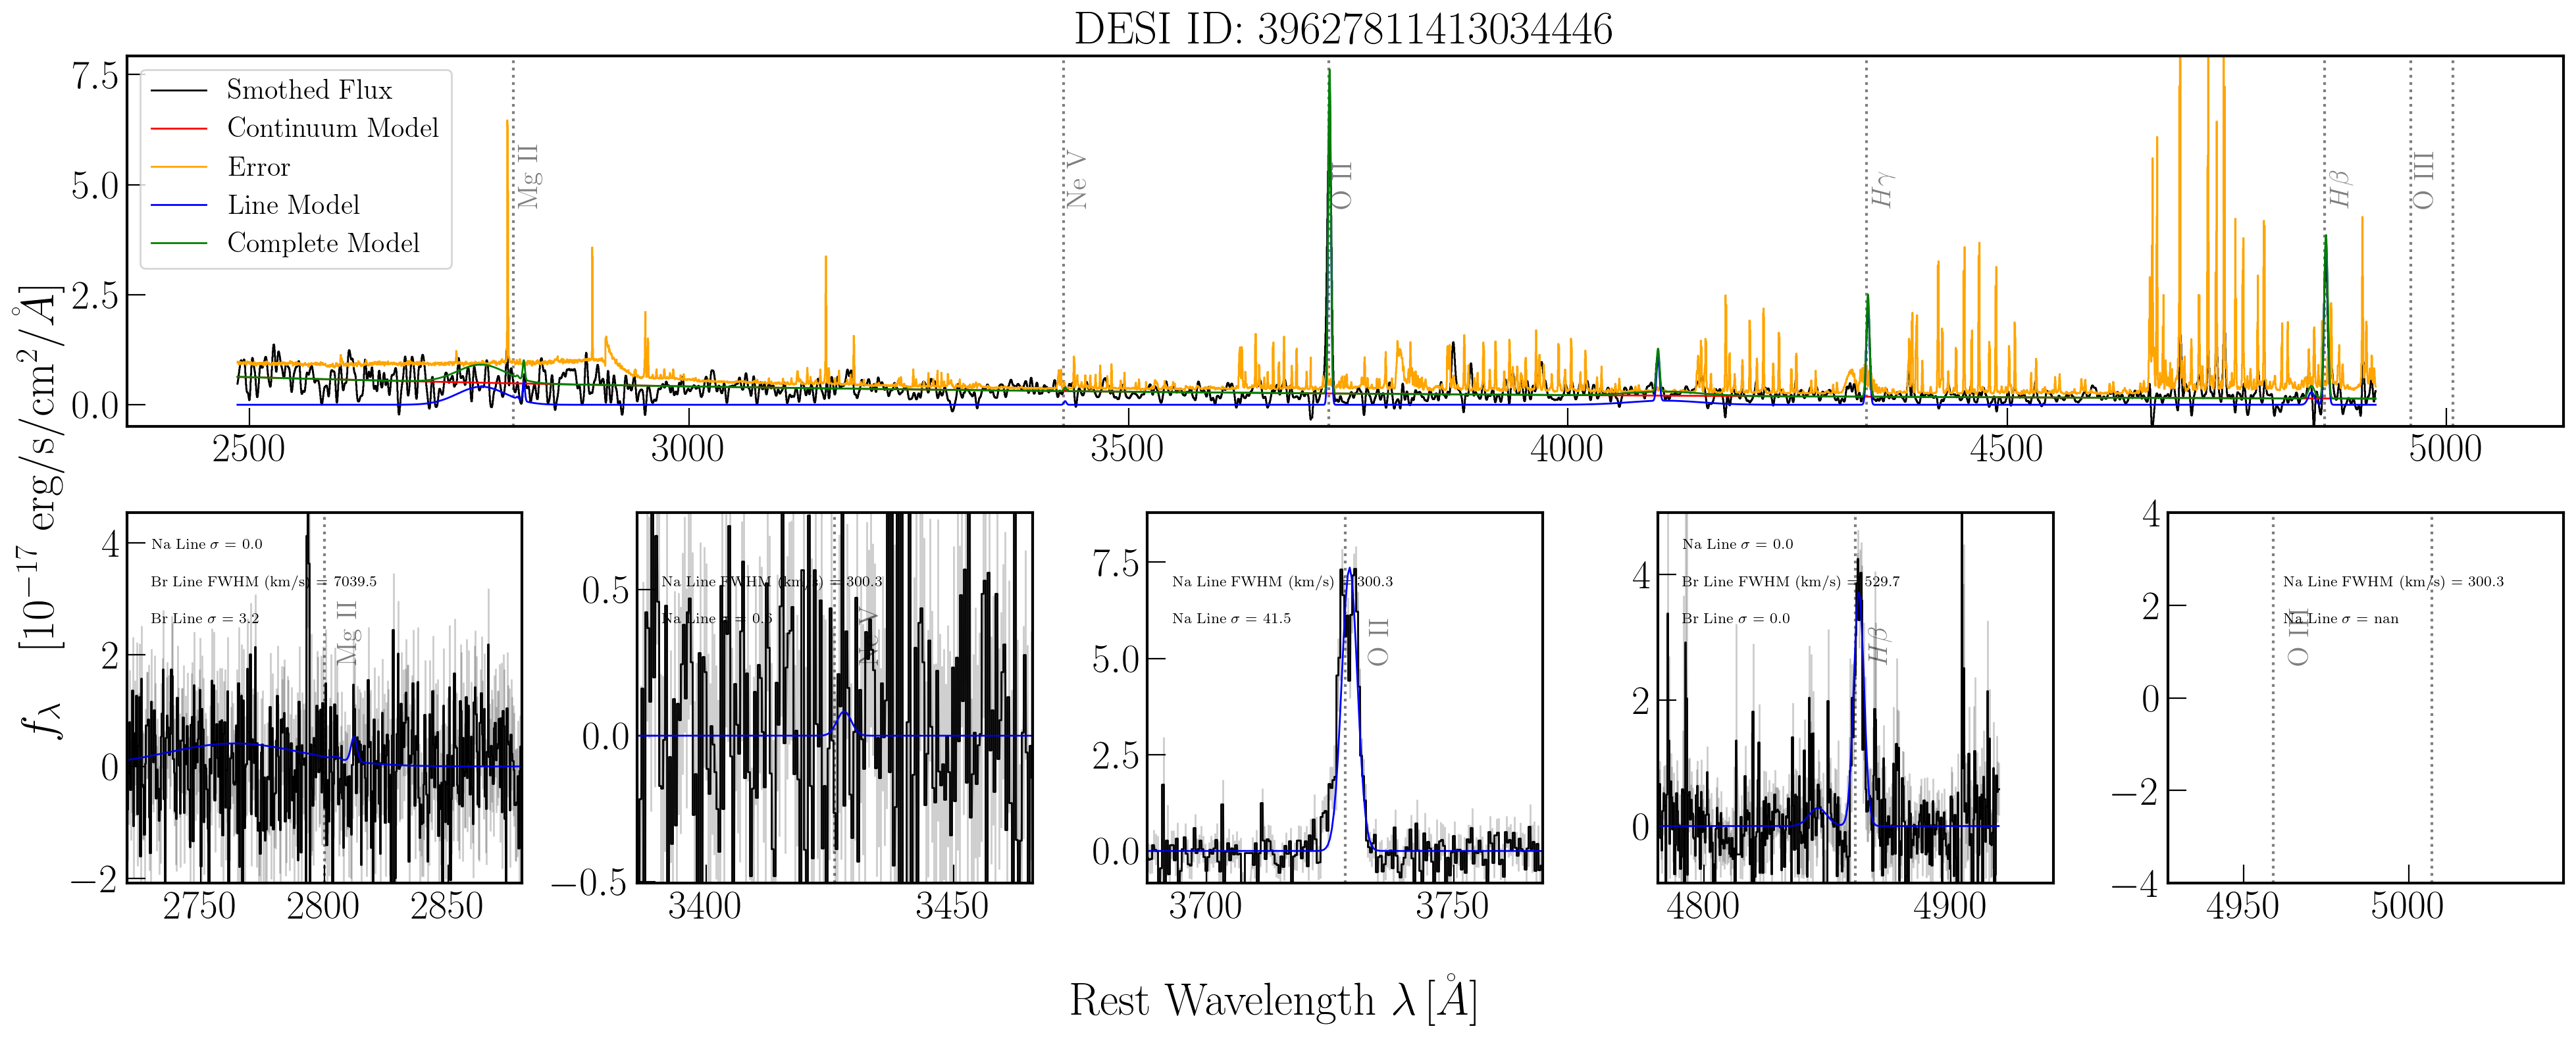 DESI ID: 39627811413034446
7.5
5.0
2.5
0.0
Smothed Flux
Continuum Model
Error
Line Model
Complete Model
Mg II
Ne V
O II
Hγ
Hβ
O III
2500 3000 3500 4000 4500 5000
f_λ [10^{-17} erg/s/cm^2/Å]
4
2
0
−2
Na Line σ = 0.0
Br Line FWHM (km/s) = 7039.5
Br Line σ = 3.2
Mg II
2750 2800 2850
0.5
0.0
−0.5
Na Line FWHM (km/s) = 300.3
Na Line σ = 0.6
Ne V
3400 3450
7.5
5.0
2.5
0.0
Na Line FWHM (km/s) = 300.3
Na Line σ = 41.5
O II
3700 3750
4
2
0
Na Line σ = 0.0
Br Line FWHM (km/s) = 529.7
Br Line σ = 0.0
Hβ
4800 4900
4
2
0
−2
−4
Na Line FWHM (km/s) = 300.3
Na Line σ = nan
O III
4950 5000
Rest Wavelength λ [Å]